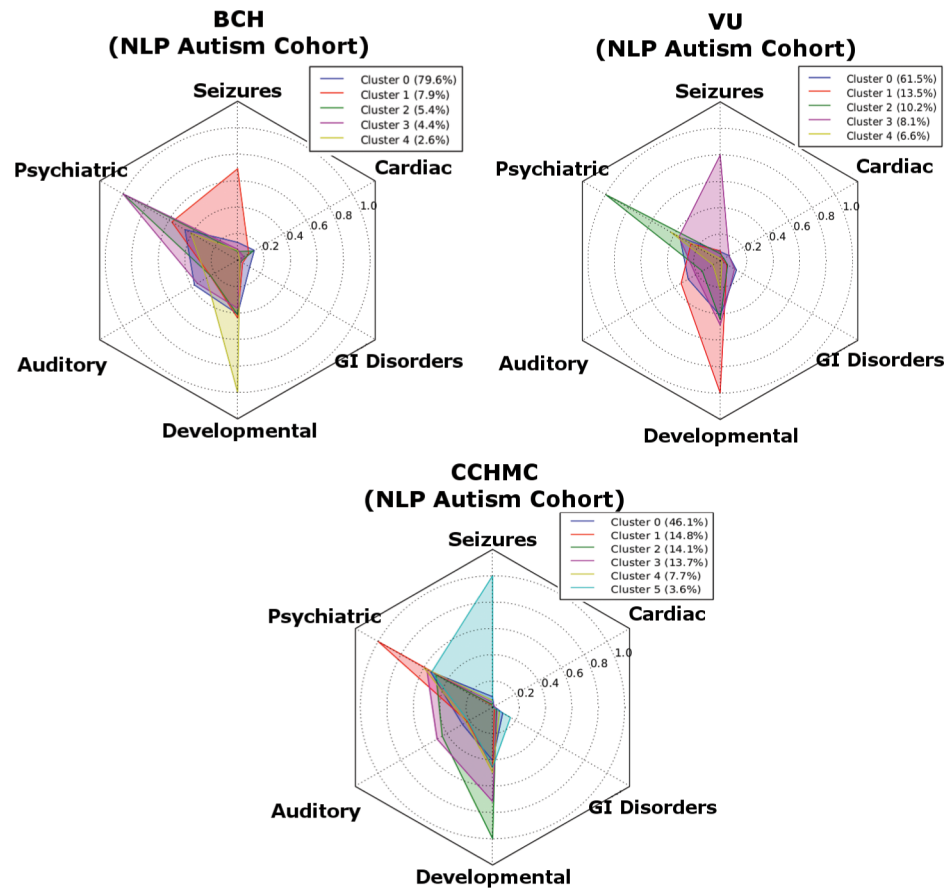 BCH
(NLP Autism Cohort)
Cluster 0 (79.6%)
Cluster 1 (7.9%)
Cluster 2 (5.4%)
Cluster 3 (4.4%)
Cluster 4 (2.6%)
Seizures
Cardiac
Psychiatric
1.0
0.8
0.6
0.4
0.2
Auditory
GI Disorders
Developmental
VU
(NLP Autism Cohort)
Cluster 0 (61.5%)
Cluster 1 (13.5%)
Cluster 2 (10.2%)
Cluster 3 (8.1%)
Cluster 4 (6.6%)
Seizures
Cardiac
Psychiatric
1.0
0.8
0.6
0.4
0.2
Auditory
GI Disorders
Developmental
CCHMC
(NLP Autism Cohort)
Cluster 0 (46.1%)
Cluster 1 (14.8%)
Cluster 2 (14.1%)
Cluster 3 (13.7%)
Cluster 4 (7.7%)
Cluster 5 (3.6%)
Seizures
Cardiac
Psychiatric
1.0
0.8
0.6
0.4
0.2
Auditory
GI Disorders
Developmental